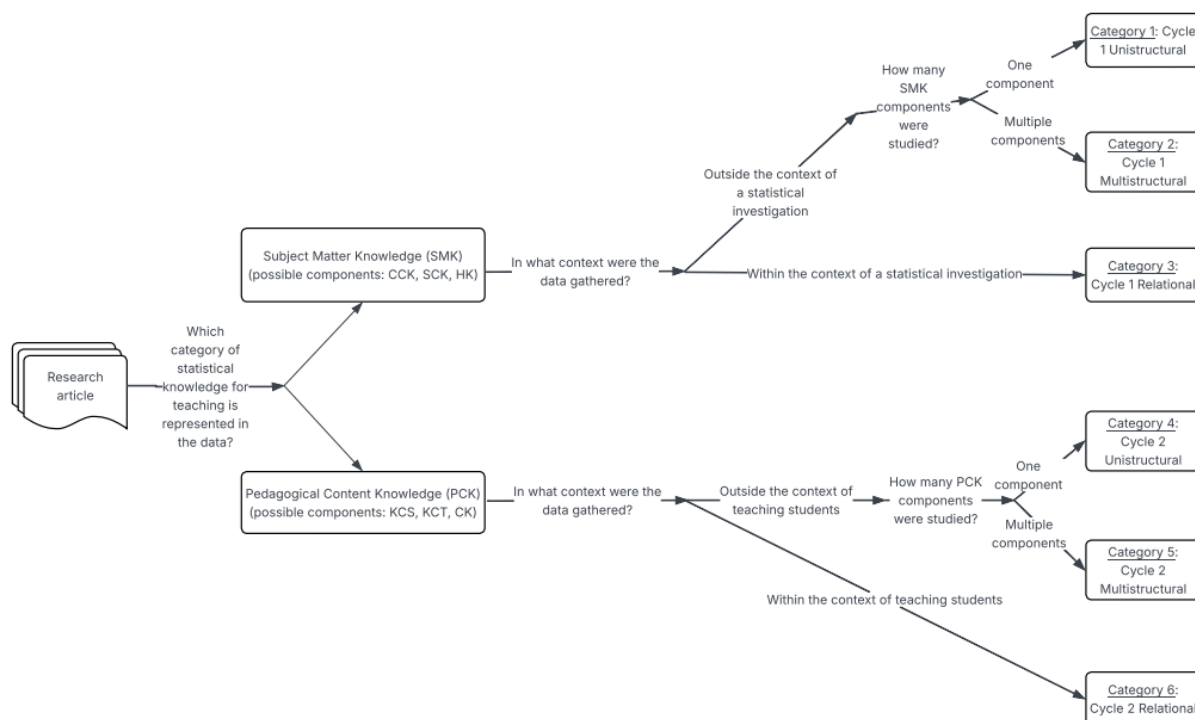 Research
article
Which
category of
statistical
knowledge for
teaching is
represented in
the data?
Subject Matter Knowledge (SMK)
(possible components: CCK, SCK, HK)
In what context were the
data gathered?
Outside the context of
a statistical
investigation
How many
SMK
components
were
studied?
One
component
Category 1: Cycle
1 Unistructural
Multiple
components
Category 2:
Cycle 1
Multistructural
Within the context of a statistical investigation
Category 3:
Cycle 1 Relational
Pedagogical Content Knowledge (PCK)
(possible components: KCS, KCT, CK)
In what context were the
data gathered?
Outside the context of
teaching students
How many PCK
components
were studied?
One
component
Category 4:
Cycle 2
Unistructural
Multiple
components
Category 5:
Cycle 2
Multistructural
Within the context of teaching students
Category 6:
Cycle 2 Relational